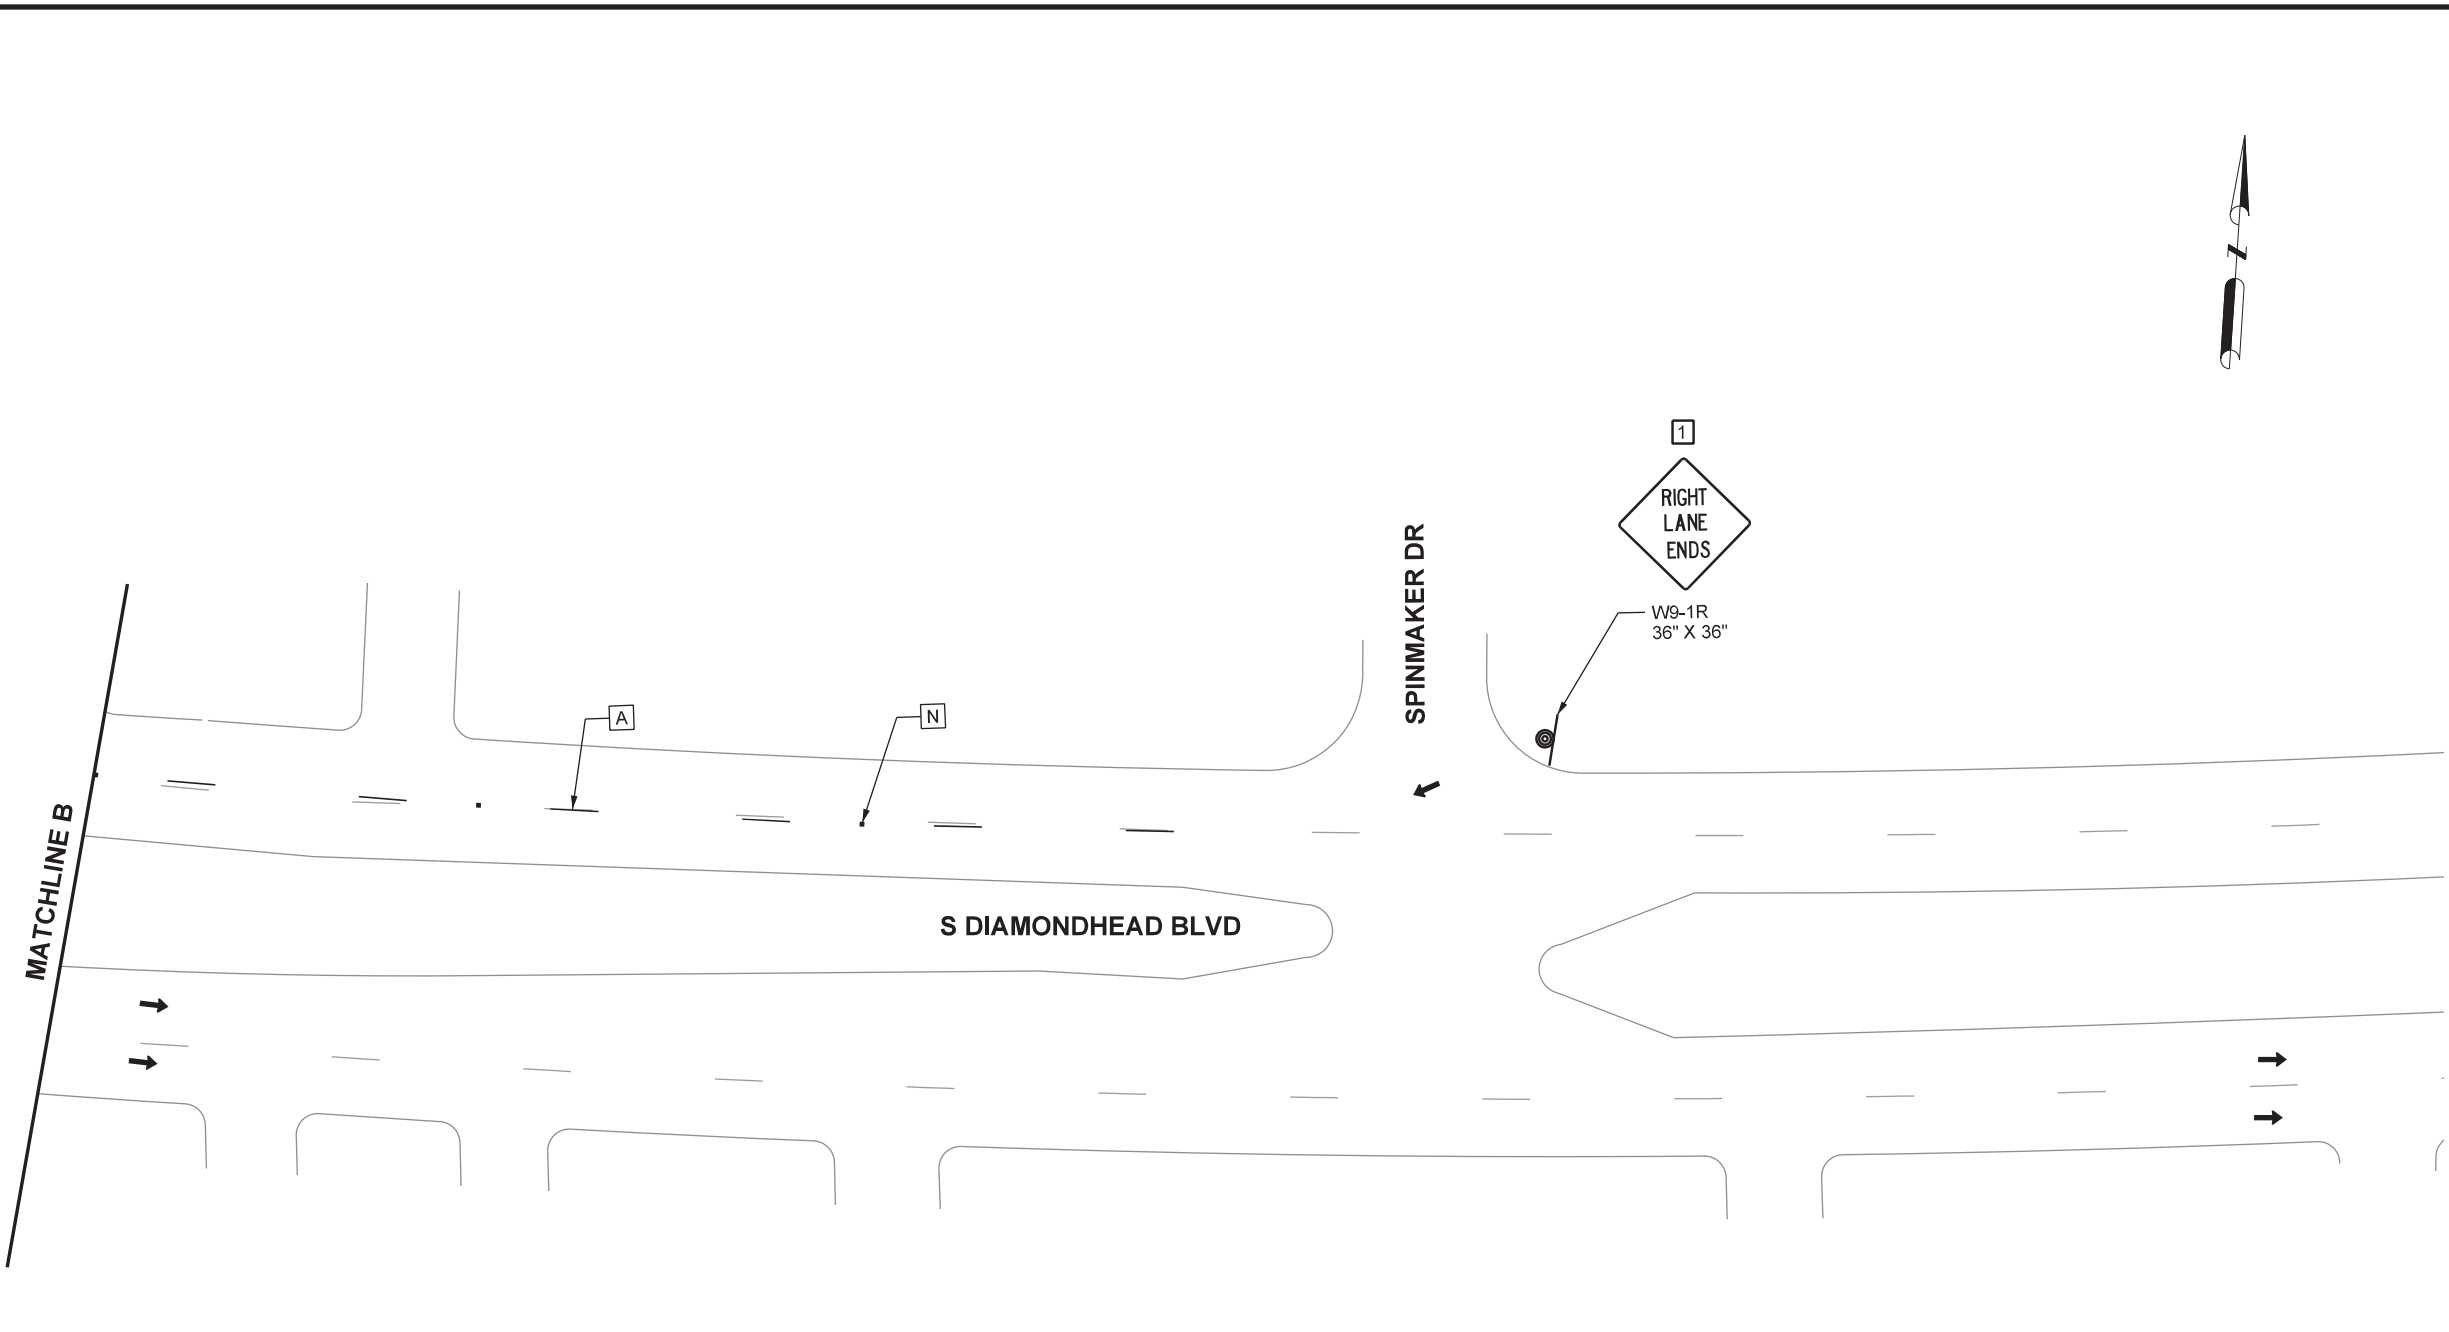 N
1
RIGHT
LANE
ENDS
W9-1R
36" X 36"
SPINMAKER DR
A
N
MATCHLINE B
S DIAMONDHEAD BLVD